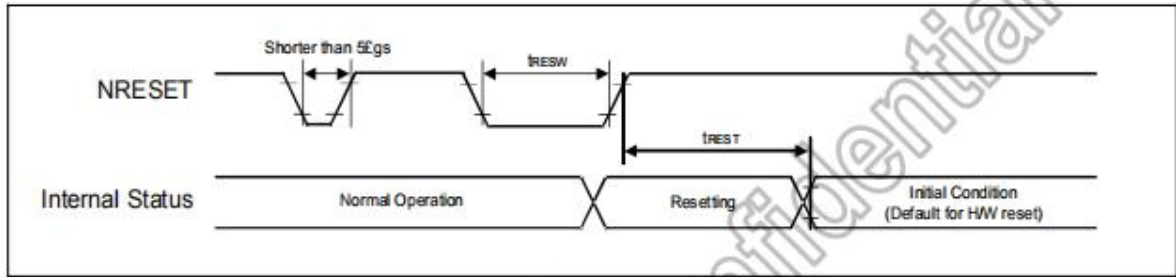 Shorter than 5£gs
tRESW
NRESET
tREST
Internal Status
Normal Operation
Resetting
Initial Condition
(Default for H/W reset)